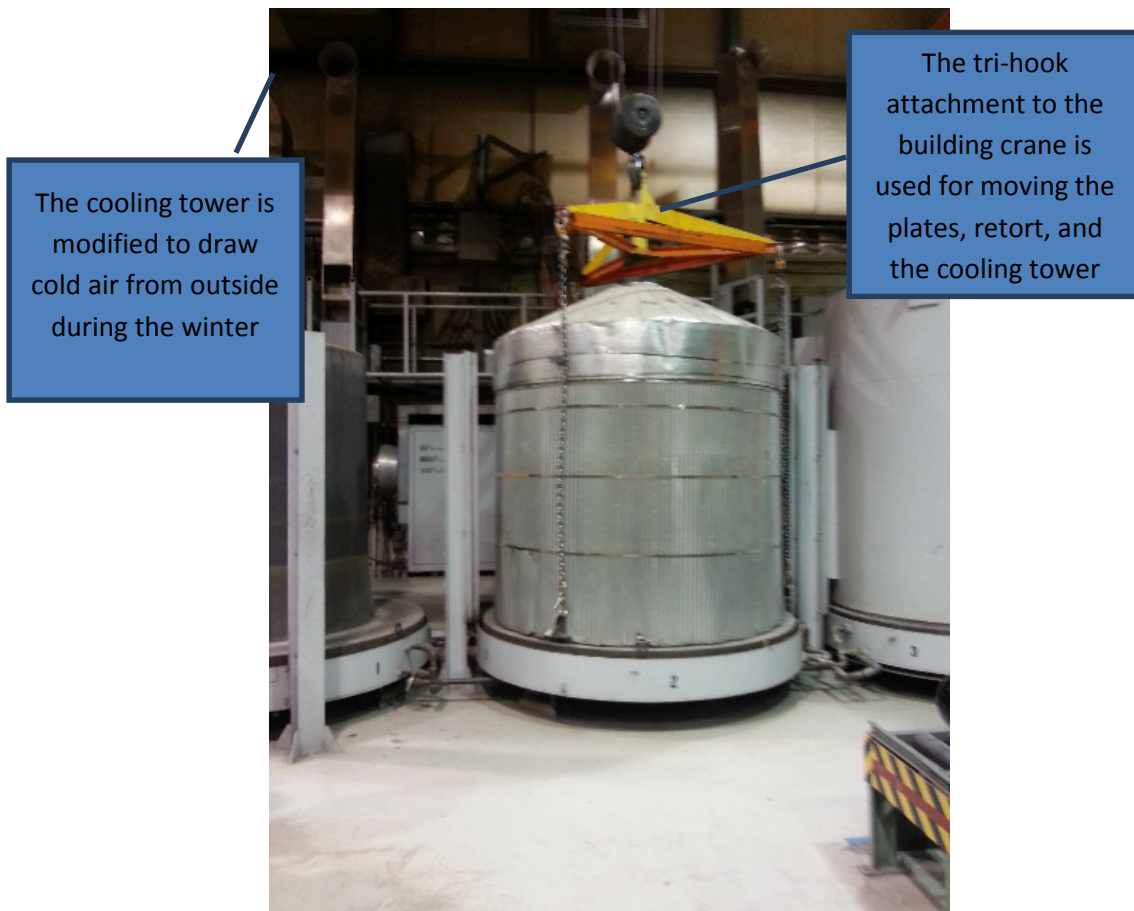 The cooling tower is
modified to draw
cold air from outside
during the winter
The tri-hook
attachment to the
building crane is
used for moving the
plates, retort, and
the cooling tower
1
2
3